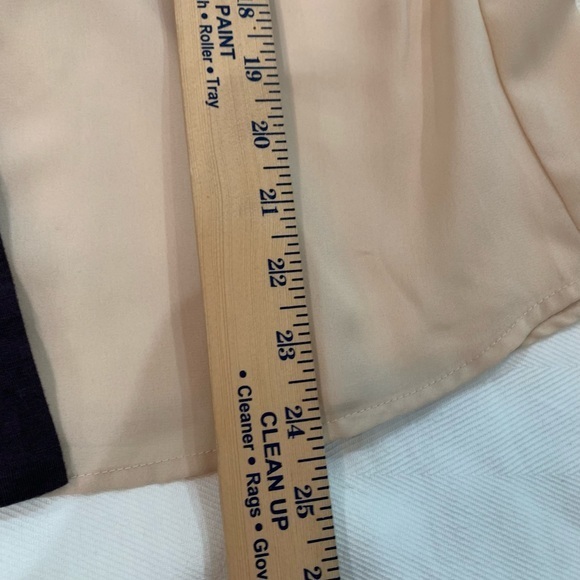 PAINT
• Roller • Tray
18
19
20
21
22
23
24
25
CLEAN UP
• Cleaner • Rags • Glov